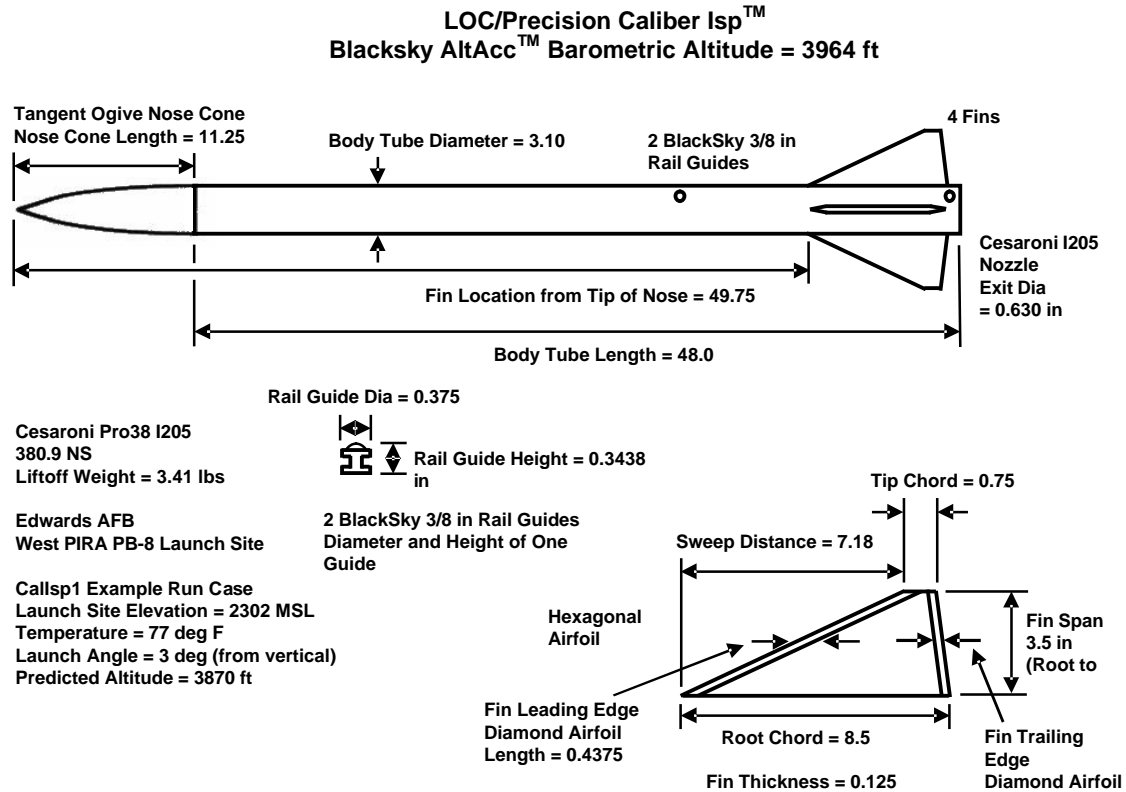 LOC/Precision Caliber Isp™
Blacksky AltAcc™ Barometric Altitude = 3964 ft
Tangent Ogive Nose Cone
Nose Cone Length = 11.25
Body Tube Diameter = 3.10
2 BlackSky 3/8 in
Rail Guides
4 Fins
Cesaroni I205
Nozzle
Exit Dia
= 0.630 in
Fin Location from Tip of Nose = 49.75
Body Tube Length = 48.0
Rail Guide Dia = 0.375
Rail Guide Height = 0.3438
in
2 BlackSky 3/8 in Rail Guides
Diameter and Height of One
Guide
Cesaroni Pro38 I205
380.9 NS
Liftoff Weight = 3.41 lbs
Edwards AFB
West PIRA PB-8 Launch Site
CalIsp1 Example Run Case
Launch Site Elevation = 2302 MSL
Temperature = 77 deg F
Launch Angle = 3 deg (from vertical)
Predicted Altitude = 3870 ft
Tip Chord = 0.75
Sweep Distance = 7.18
Hexagonal
Airfoil
Fin Span
3.5 in
(Root to
Fin Leading Edge
Diamond Airfoil
Length = 0.4375
Root Chord = 8.5
Fin Thickness = 0.125
Fin Trailing
Edge
Diamond Airfoil